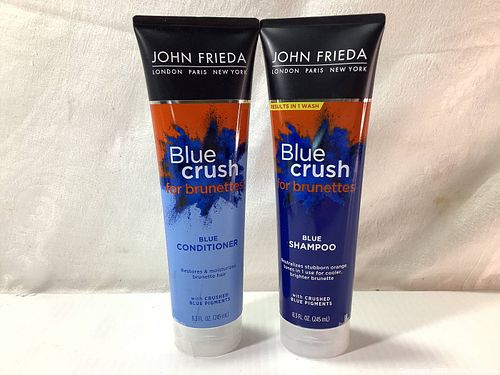 JOHN FRIEDA
LONDON PARIS NEW YORK
Blue
crush
for brunettes
BLUE
CONDITIONER
Restores & moisturizes
brunette hair
with CRUSHED
BLUE PIGMENTS
8.3 FL. OZ. (245 mL)
JOHN FRIEDA
LONDON PARIS NEW YORK
RESULTS IN 1 WASH
Blue
crush
for brunettes
BLUE
SHAMPOO
Neutralizes stubborn orange
tones in 1 use for cooler,
brighter brunette
with CRUSHED
BLUE PIGMENTS
8.3 FL. OZ. (245 mL)